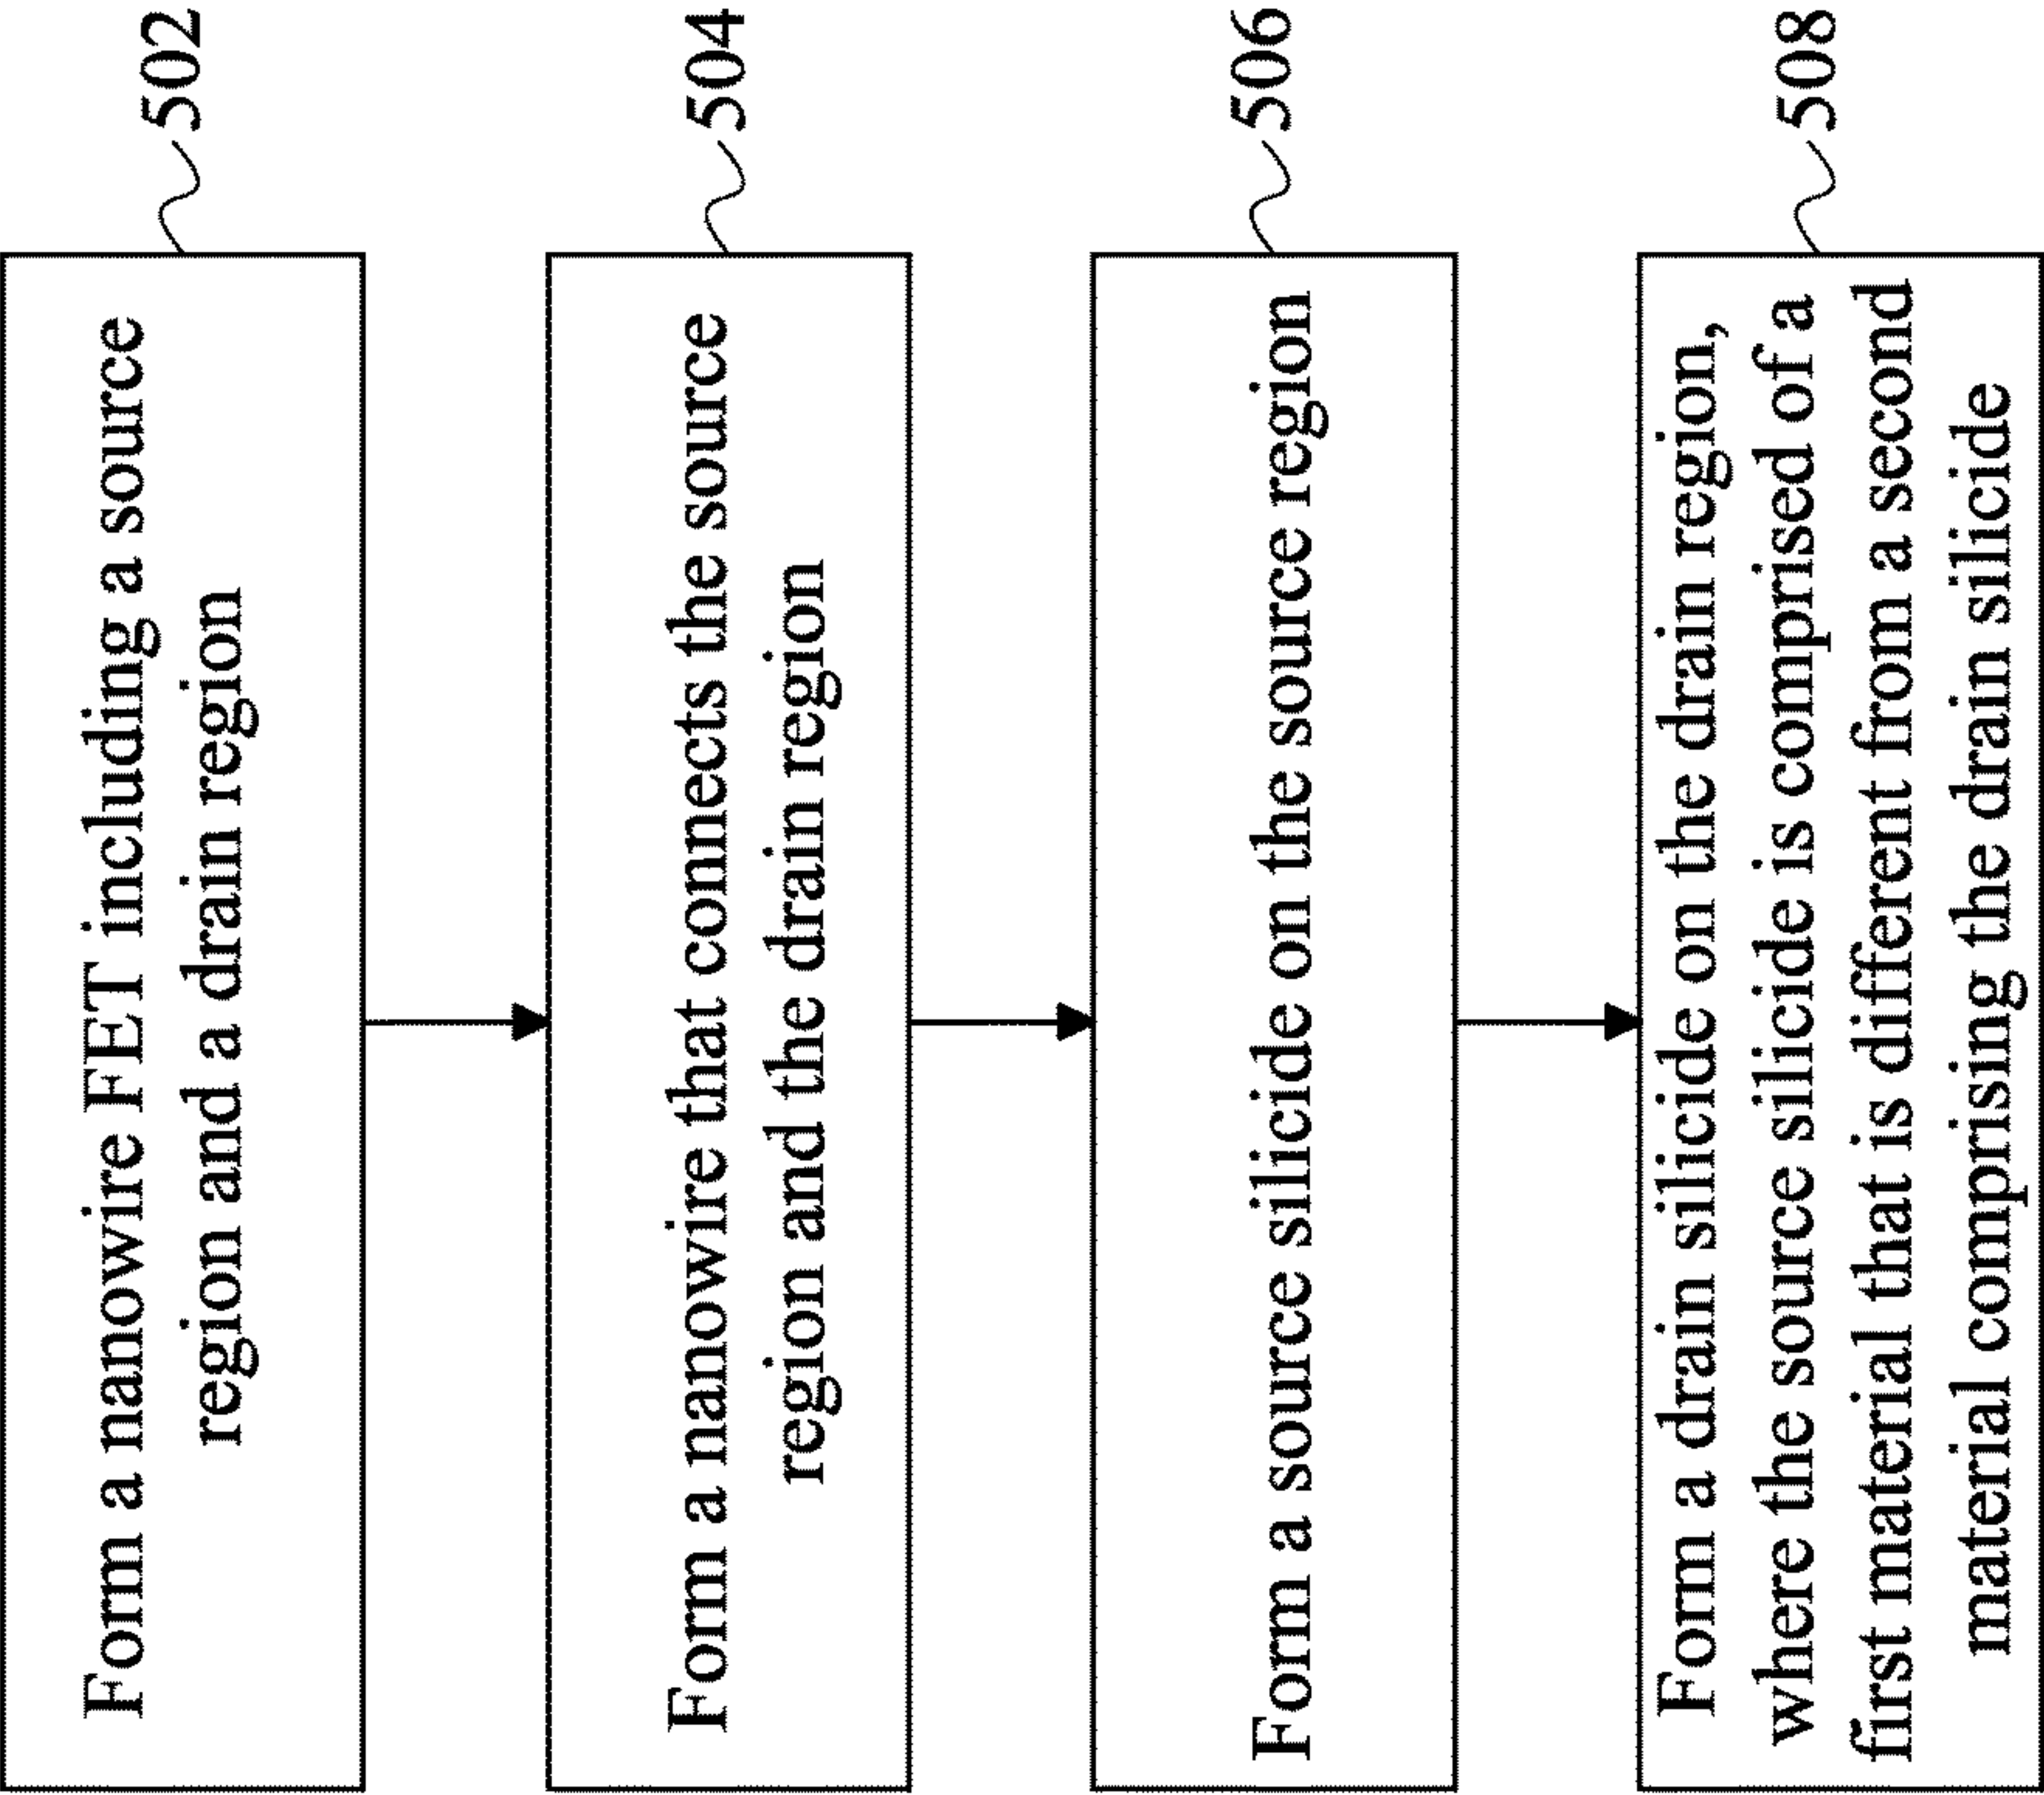 Form a nanowire FET including a source
region and a drain region
502
Form a nanowire that connects the source
region and the drain region
504
Form a source silicide on the source region
506
Form a drain silicide on the drain region,
where the source silicide is comprised of a
first material that is different from a second
material comprising the drain silicide
508